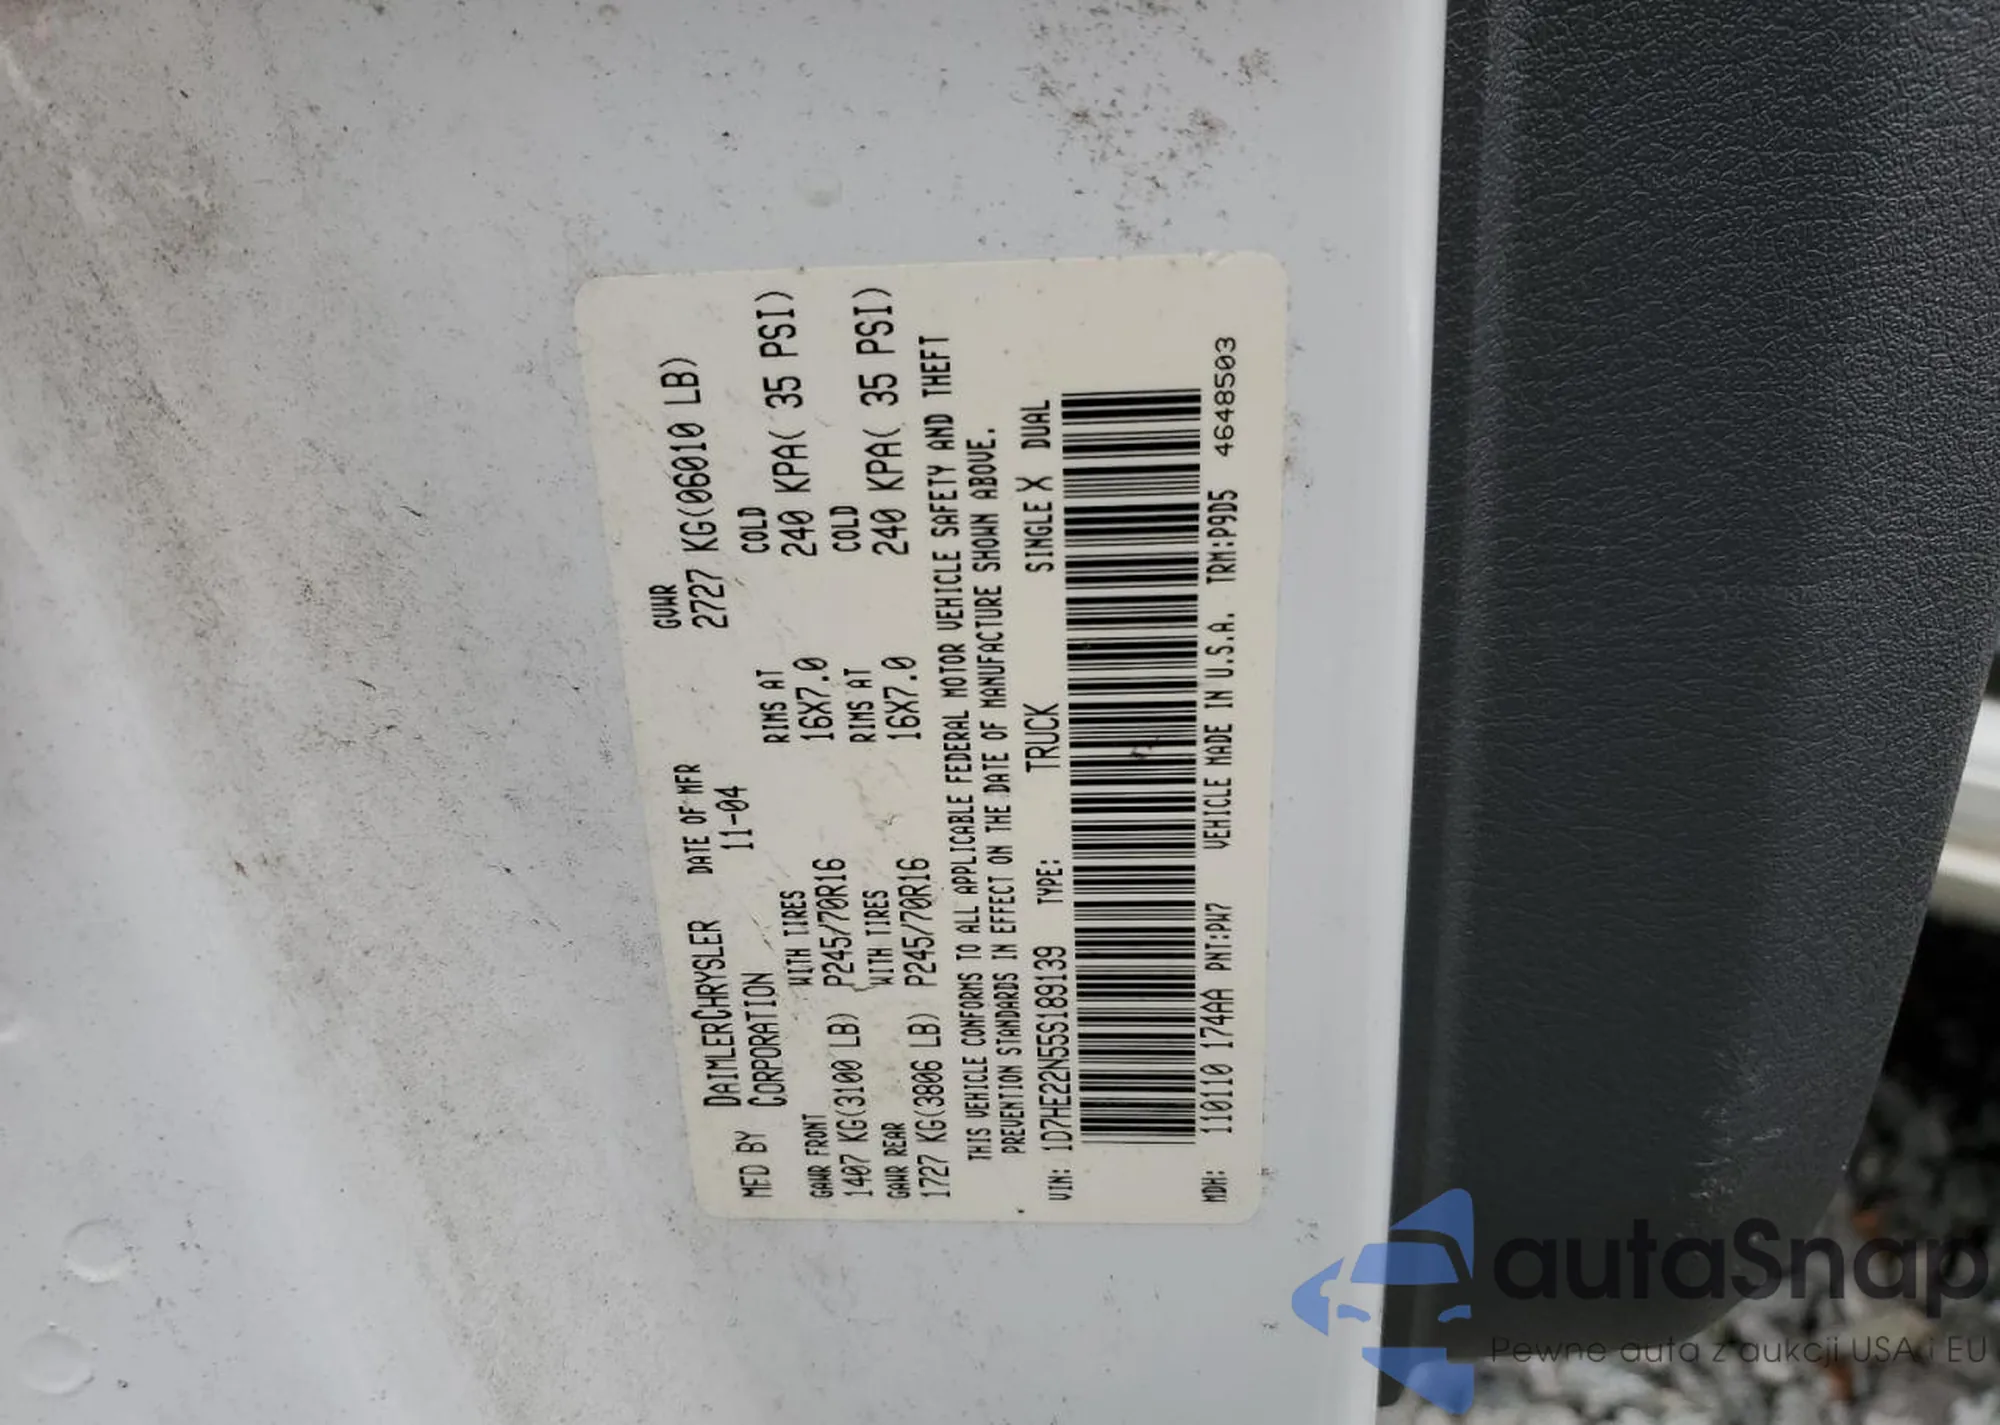 MFD BY DAIMLERCHRYSLER CORPORATION DATE OF MFR 11-04 GVWR 2727 KG(06010 LB)
GAWR FRONT WITH TIRES RIMS AT COLD
1407 KG(3100 LB) P245/70R16 16X7.0 240 KPA( 35 PSI)
GAWR REAR WITH TIRES RIMS AT COLD
1727 KG(3806 LB) P245/70R16 16X7.0 240 KPA( 35 PSI)
THIS VEHICLE CONFORMS TO ALL APPLICABLE FEDERAL MOTOR VEHICLE SAFETY AND THEFT
PREVENTION STANDARDS IN EFFECT ON THE DATE OF MANUFACTURE SHOWN ABOVE.
VIN: 1D7HE22N55S189139 TYPE: TRUCK SINGLE X DUAL
MDH: 110110 174AA PNT:PW7 VEHICLE MADE IN U.S.A. TRM:P9D5 4648503
autaSnap
Pewne auta z aukcji USA i EU